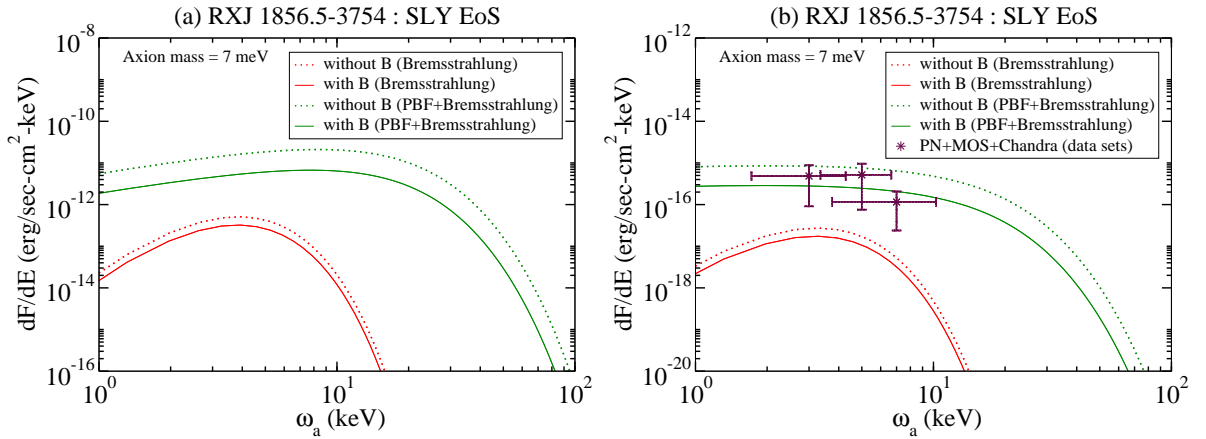 (a) RXJ 1856.5-3754 : SLY EoS
Axion mass = 7 meV
without B (Bremsstrahlung)
with B (Bremsstrahlung)
without B (PBF+Bremsstrahlung)
with B (PBF+Bremsstrahlung)
10^-8
10^-10
10^-12
10^-14
10^-16
dF/dE (erg/sec-cm^2-keV)
10^0
10^1
10^2
ω_a (keV)
(b) RXJ 1856.5-3754 : SLY EoS
Axion mass = 7 meV
without B (Bremsstrahlung)
with B (Bremsstrahlung)
without B (PBF+Bremsstrahlung)
with B (PBF+Bremsstrahlung)
PN+MOS+Chandra (data sets)
10^-12
10^-14
10^-16
10^-18
10^-20
dF/dE (erg/sec-cm^2-keV)
10^0
10^1
10^2
ω_a (keV)